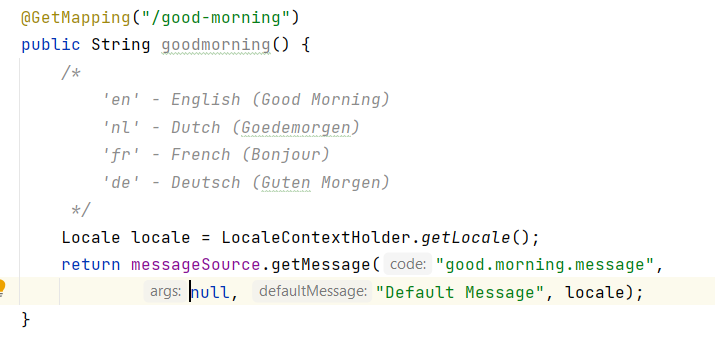 @GetMapping("/good-morning")
public String goodmorning() {
/*
'en' - English (Good Morning)
'nl' - Dutch (Goedemorgen)
'fr' - French (Bonjour)
'de' - Deutsch (Guten Morgen)
*/
Locale locale = LocaleContextHolder.getLocale();
return messageSource.getMessage( code: "good.morning.message",
args: null, defaultMessage: "Default Message", locale);
}